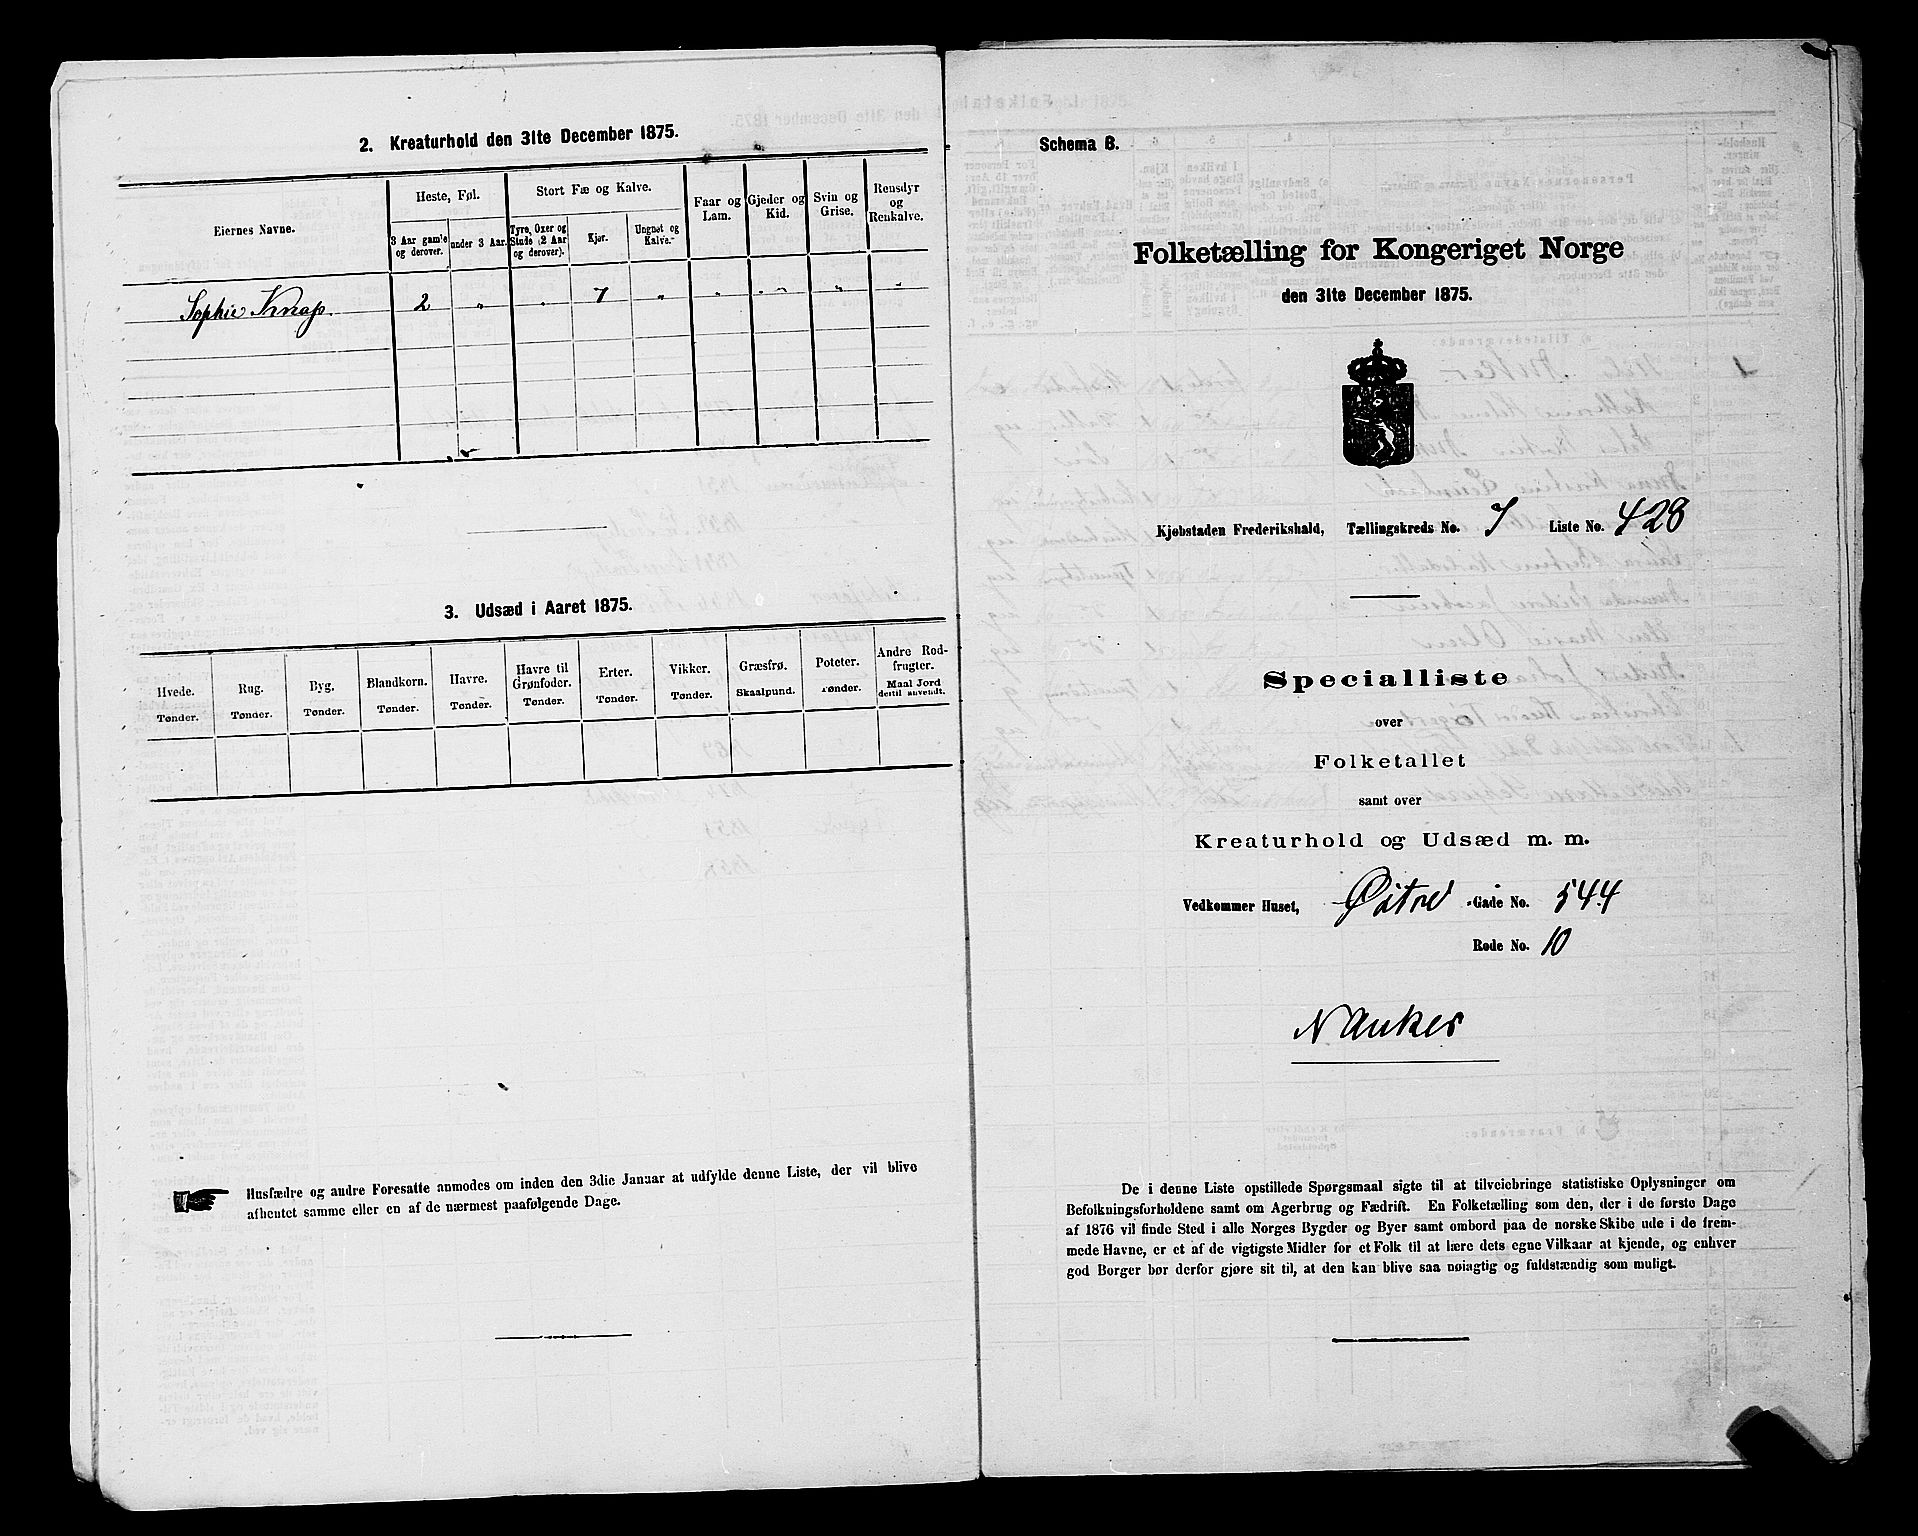 2. Kreaturhold den 31te December 1875.
Eiernes Navne.
Heste, Føl.
3 Aar gamle og derover.
under 3 Aar.
Stort Fæ og Kalve.
Tyre, Oxer og Stude (2 Aar og derover).
Kjør.
Ungnøt og Kalve.
Faar og Lam.
Gjeder og Kid.
Svin og Grise.
Rensdyr og Renkalve.
Sophie Knap. 2 " " 7 " " " " "
3. Udsæd i Aaret 1875.
Hvede. Tønder.
Rug. Tønder.
Byg. Tønder.
Blandkorn. Tønder.
Havre. Tønder.
Havre til Grønfoder. Tønder.
Erter. Tønder.
Vikker. Tønder.
Græsfrø. Skaalpund.
Poteter. Tønder.
Andre Rodfrugter. Maal Jord dertil anvendt.
Husfædre og andre Foresatte anmodes om inden den 3die Januar at udfylde denne Liste, der vil blive
afhentet samme eller en af de nærmest paafølgende Dage.
Schema B.
Folketælling for Kongeriget Norge
den 31te December 1875.
Kjøbstaden Frederikshald, Tællingskreds No. 7 Liste No. 428
Specialliste
over
Folketallet
samt over
Kreaturhold og Udsæd m. m.
Vedkommer Huset, Østre -Gade No. 544
Rode No. 10
Naukes
De i denne Liste opstillede Spørgsmaal sigte til at tilveiebringe statistiske Oplysninger om
Befolkningsforholdene samt om Agerbrug og Fædrift. En Folketælling som den, der i de første Dage
af 1876 vil finde Sted i alle Norges Bygder og Byer samt ombord paa de norske Skibe ude i de frem-
mede Havne, er et af de vigtigste Midler for et Folk til at lære dets egne Vilkaar at kjende, og enhver
god Borger bør derfor gjøre sit til, at den kan blive saa nøiagtig og fuldstændig som muligt.